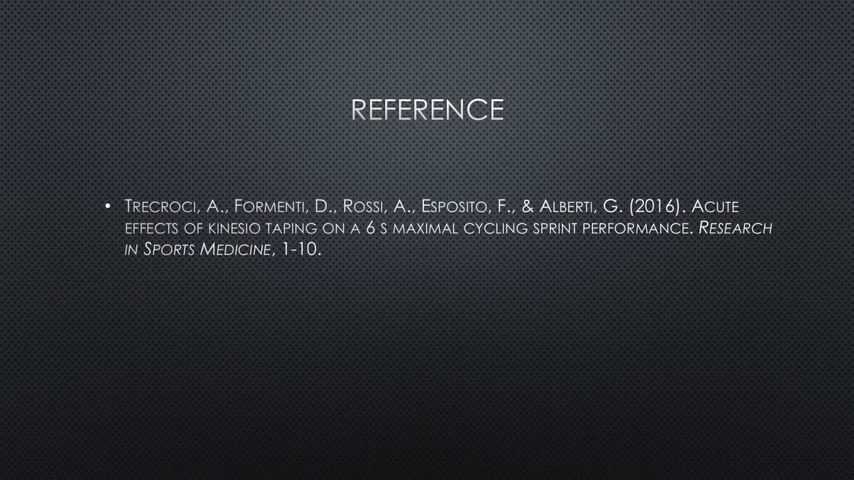 REFERENCE
• TRECROCI, A., FORMENTI, D., ROSSI, A., ESPOSITO, F., & ALBERTI, G. (2016). ACUTE
EFFECTS OF KINESIO TAPING ON A 6 S MAXIMAL CYCLING SPRINT PERFORMANCE. RESEARCH
IN SPORTS MEDICINE, 1-10.